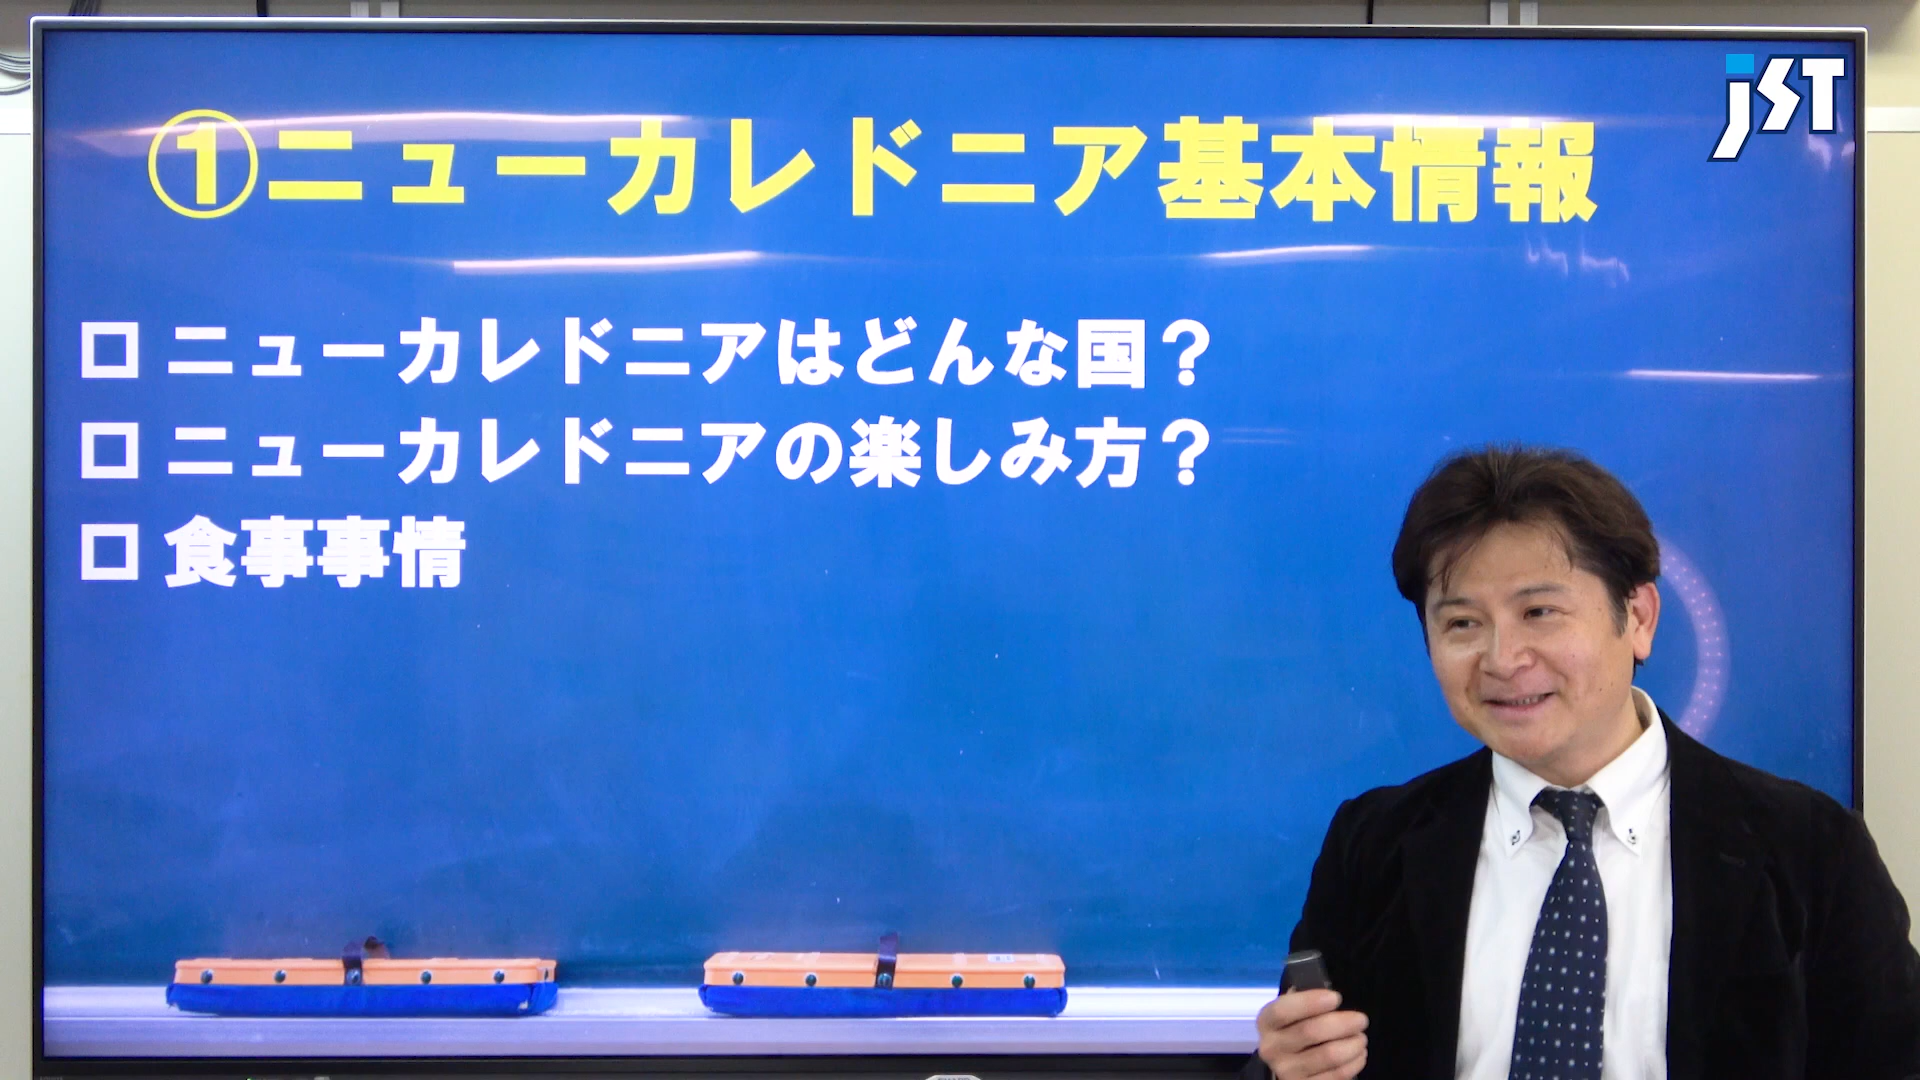 jST
①ニューカレドニア基本情報
□ ニューカレドニアはどんな国？
□ ニューカレドニアの楽しみ方？
□ 食事事情